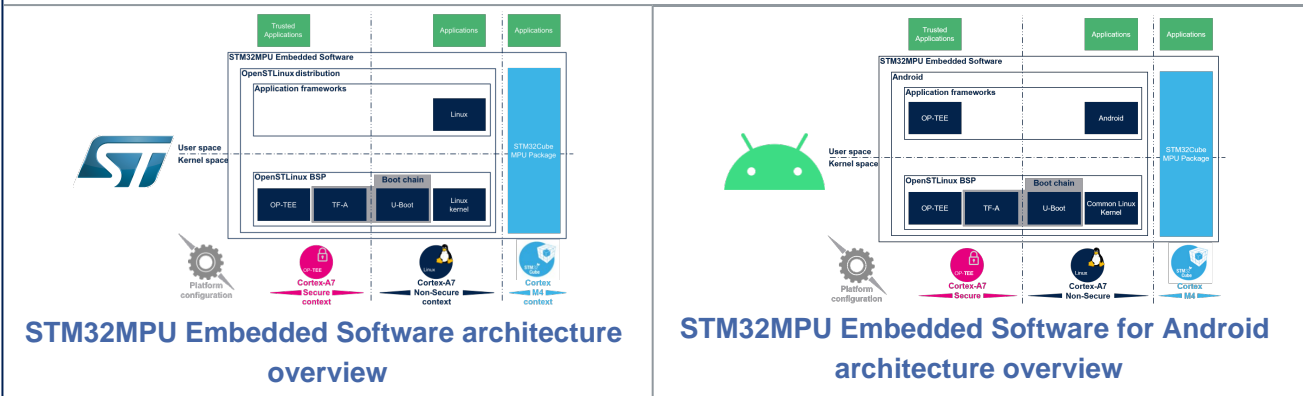 Trusted
Applications
Applications
Applications
STM32MPU Embedded Software
OpenSTLinux distribution
Application frameworks
Linux
STM32Cube
MPU Package
User space
Kernel space
OpenSTLinux BSP
Boot chain
OP-TEE
TF-A
U-Boot
Linux
kernel
ST
Platform
configuration
OP-TEE
Cortex-A7
Secure
context
Linux
Cortex-A7
Non-Secure
context
STM32
Cube
Cortex
M4
context
STM32MPU Embedded Software architecture
overview
Trusted
Applications
Applications
Applications
STM32MPU Embedded Software
Android
Application frameworks
OP-TEE
Android
STM32Cube
MPU Package
User space
Kernel space
OpenSTLinux BSP
Boot chain
OP-TEE
TF-A
U-Boot
Common Linux
Kernel
Platform
configuration
OP-TEE
Cortex-A7
Secure
Linux
Cortex-A7
Non-Secure
STM32
Cube
Cortex
M4
STM32MPU Embedded Software for Android
architecture overview